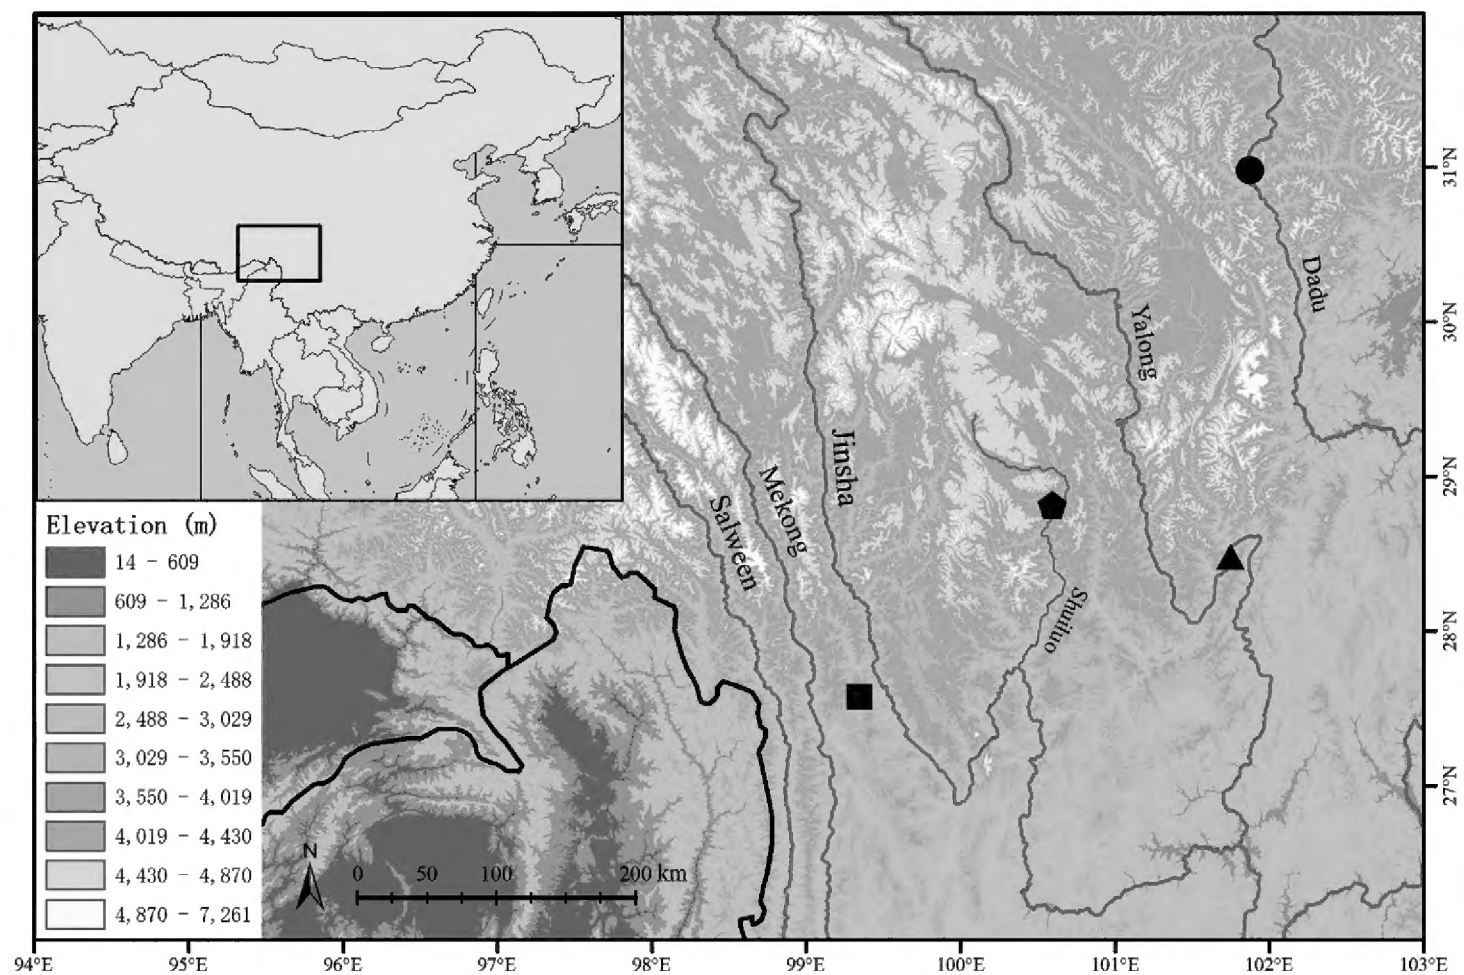 Elevation (m)
14 - 609
609 - 1,286
1,286 - 1,918
1,918 - 2,488
2,488 - 3,029
3,029 - 3,550
3,550 - 4,019
4,019 - 4,430
4,430 - 4,870
4,870 - 7,261
N
0 50 100 200 km
Salween
Mekong
Jinsha
Shuiluo
Yalong
Dadu
31°N
30°N
29°N
28°N
27°N
94°E 95°E 96°E 97°E 98°E 99°E 100°E 101°E 102°E 103°E